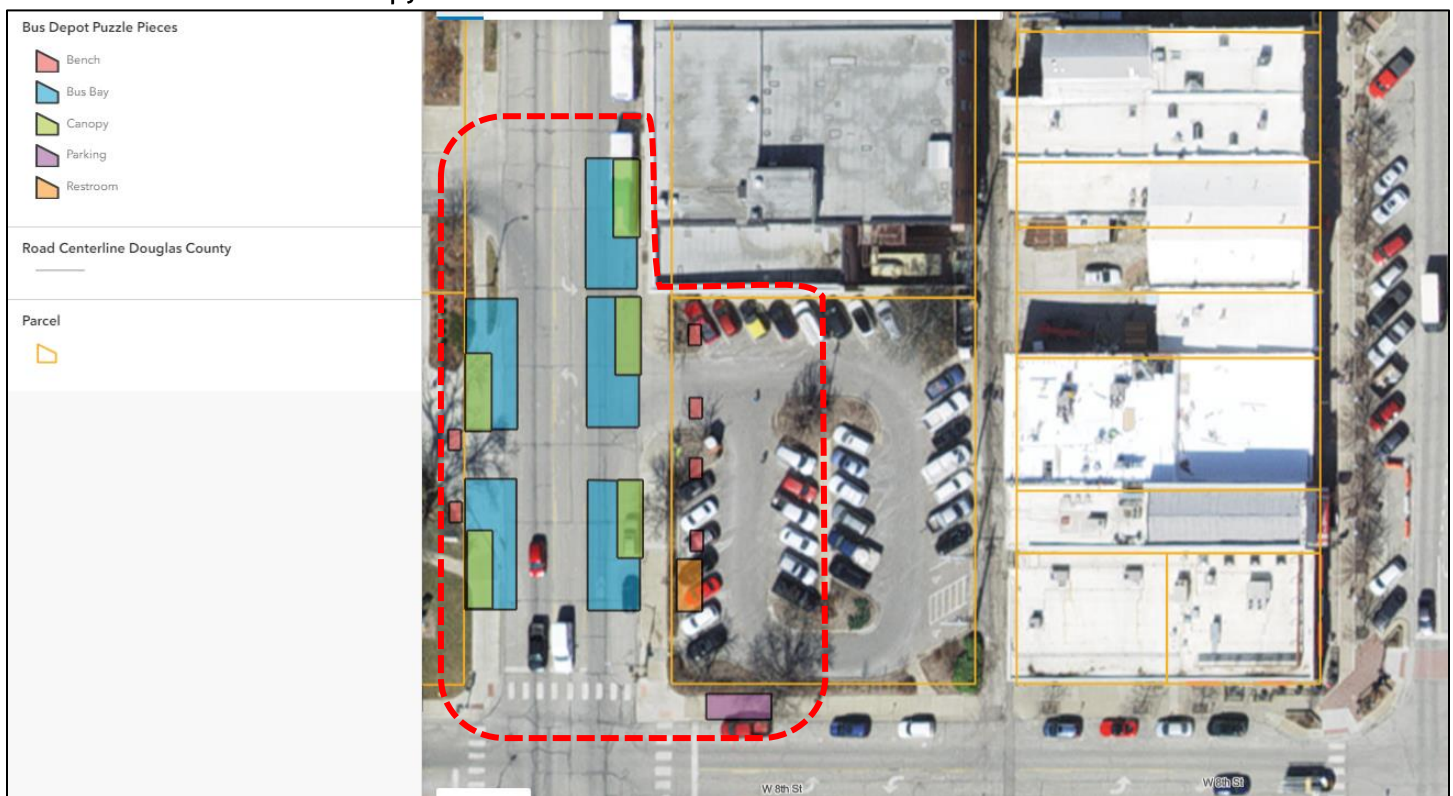 Bus Depot Puzzle Pieces
Bench
Bus Bay
Canopy
Parking
Restroom
Road Centerline Douglas County
Parcel
W 8th St
W 8th St